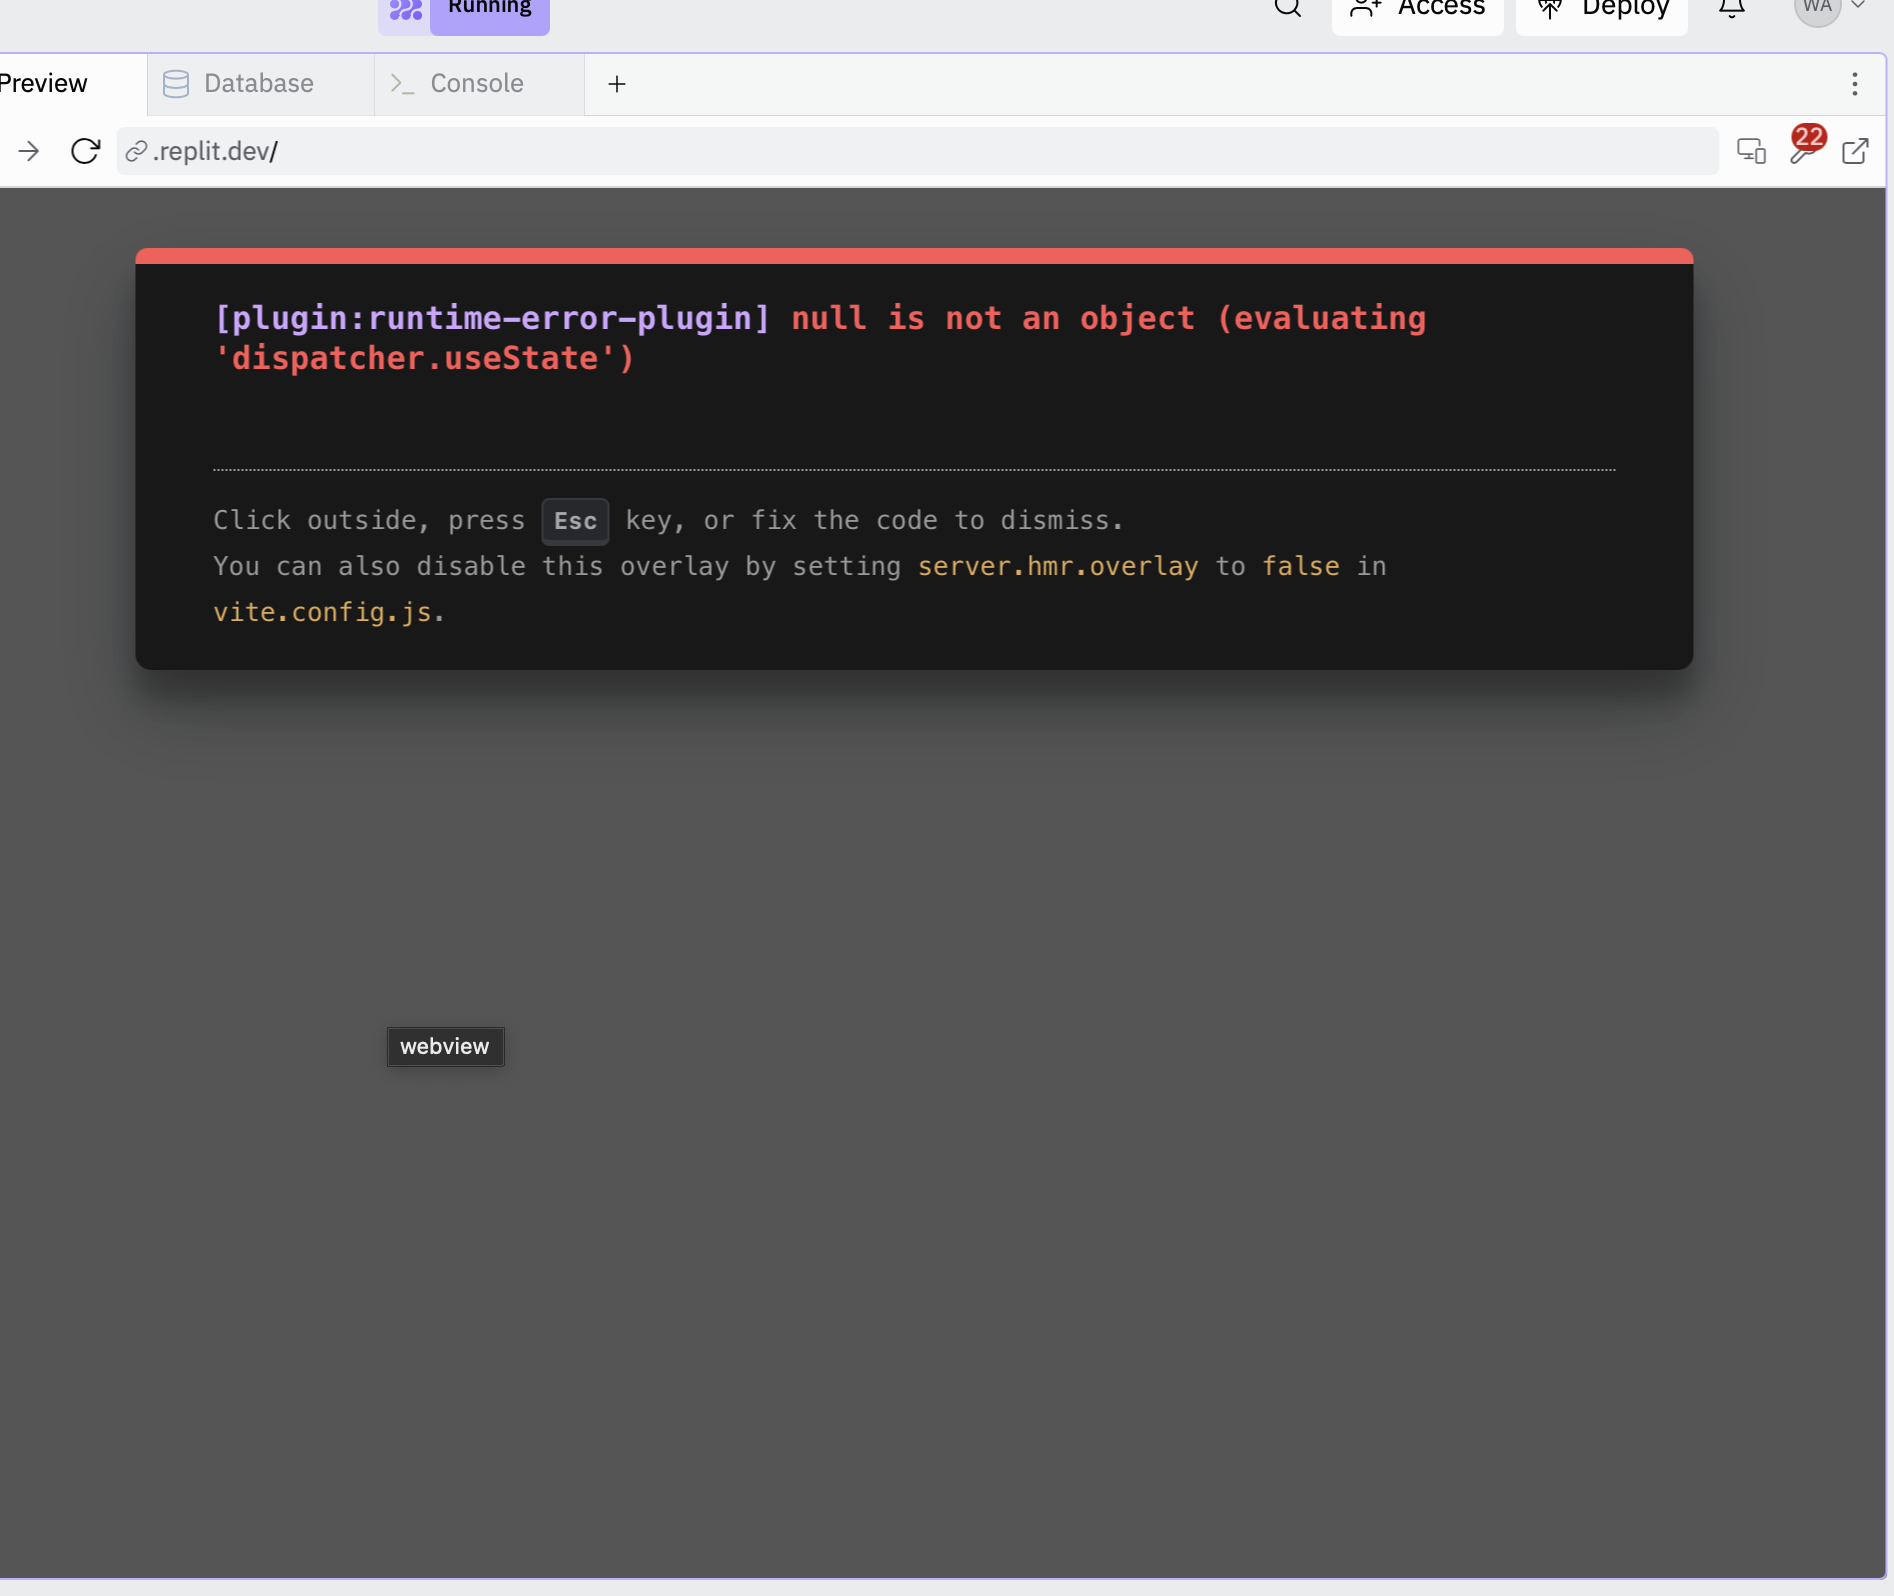 Running
Access
Deploy
WA
Preview
Database
Console
.replit.dev/
22
[plugin:runtime-error-plugin] null is not an object (evaluating
'dispatcher.useState')
Click outside, press Esc key, or fix the code to dismiss.
You can also disable this overlay by setting server.hmr.overlay to false in
vite.config.js.
webview